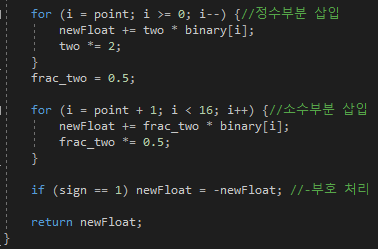 for (i = point; i >= 0; i--) {//정수부분 삽입
newFloat += two * binary[i];
two *= 2;
}
frac_two = 0.5;
for (i = point + 1; i < 16; i++) {//소수부분 삽입
newFloat += frac_two * binary[i];
frac_two *= 0.5;
}
if (sign == 1) newFloat = -newFloat; //-부호 처리
return newFloat;
}